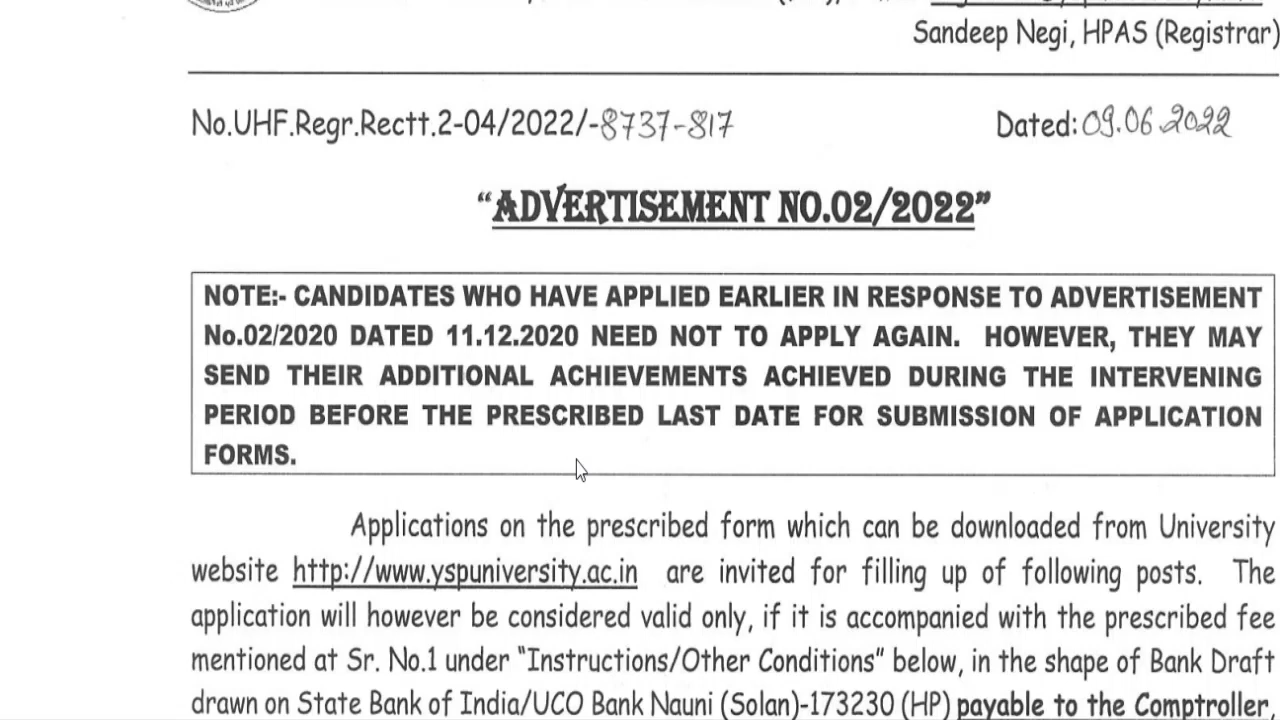 Sandeep Negi, HPAS (Registrar)
No.UHF.Regr.Rectt.2-04/2022/-8737-817 Dated:09.06.2022
"ADVERTISEMENT NO.02/2022"
NOTE:- CANDIDATES WHO HAVE APPLIED EARLIER IN RESPONSE TO ADVERTISEMENT
No.02/2020 DATED 11.12.2020 NEED NOT TO APPLY AGAIN. HOWEVER, THEY MAY
SEND THEIR ADDITIONAL ACHIEVEMENTS ACHIEVED DURING THE INTERVENING
PERIOD BEFORE THE PRESCRIBED LAST DATE FOR SUBMISSION OF APPLICATION
FORMS.
Applications on the prescribed form which can be downloaded from University
website http://www.yspuniversity.ac.in are invited for filling up of following posts. The
application will however be considered valid only, if it is accompanied with the prescribed fee
mentioned at Sr. No.1 under "Instructions/Other Conditions" below, in the shape of Bank Draft
drawn on State Bank of India/UCO Bank Nauni (Solan)-173230 (HP) payable to the Comptroller,